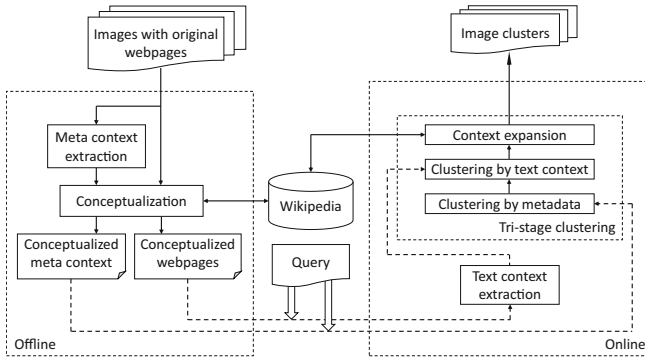 Images with original
webpages
Image clusters
Meta context
extraction
Conceptualization
Conceptualized
meta context
Conceptualized
webpages
Offline
Wikipedia
Query
Context expansion
Clustering by text context
Clustering by metadata
Tri-stage clustering
Text context
extraction
Online